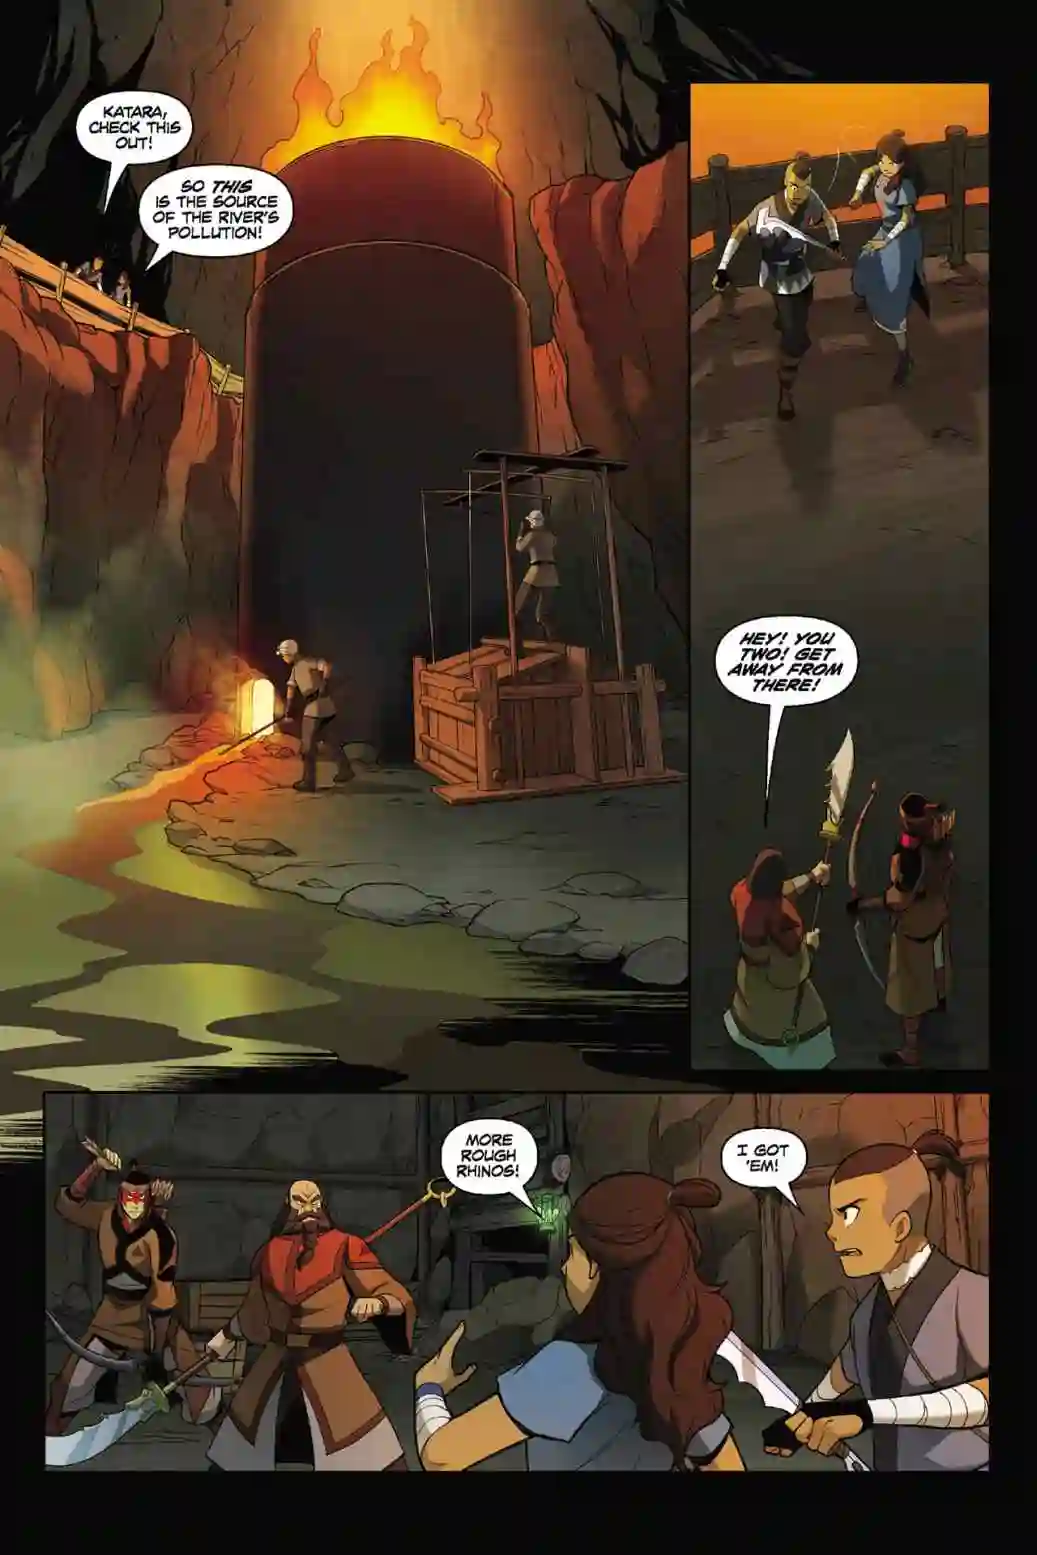 KATARA,
CHECK THIS
OUT!
SO THIS
IS THE SOURCE
OF THE RIVER'S
POLLUTION!
HEY! YOU
TWO! GET
AWAY FROM
THERE!
MORE
ROUGH
RHINOS!
I GOT
'EM!